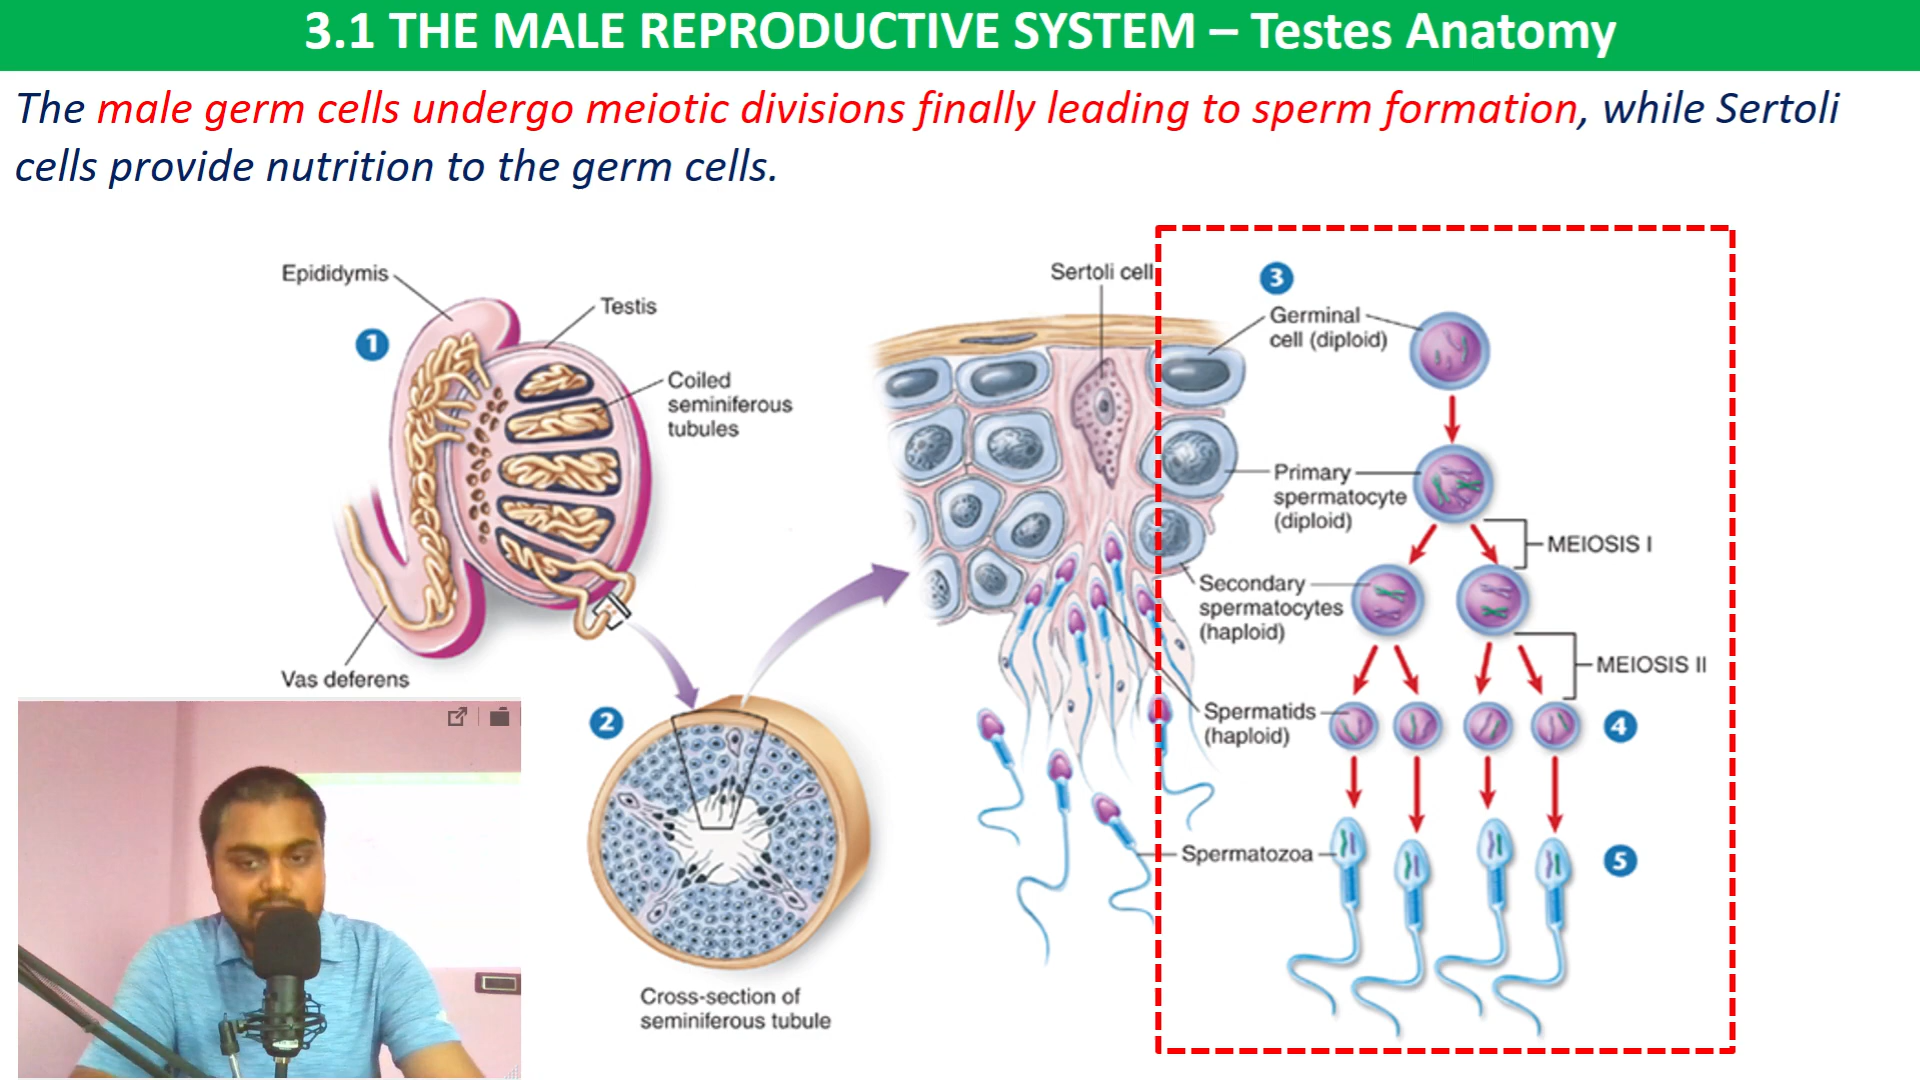 3.1 THE MALE REPRODUCTIVE SYSTEM – Testes Anatomy
The male germ cells undergo meiotic divisions finally leading to sperm formation, while Sertoli
cells provide nutrition to the germ cells.
Epididymis
Testis
1
Coiled
seminiferous
tubules
Vas deferens
2
Cross-section of
seminiferous tubule
Sertoli cell
3
Germinal
cell (diploid)
Primary
spermatocyte
(diploid)
MEIOSIS I
Secondary
spermatocytes
(haploid)
MEIOSIS II
Spermatids
(haploid)
4
Spermatozoa
5